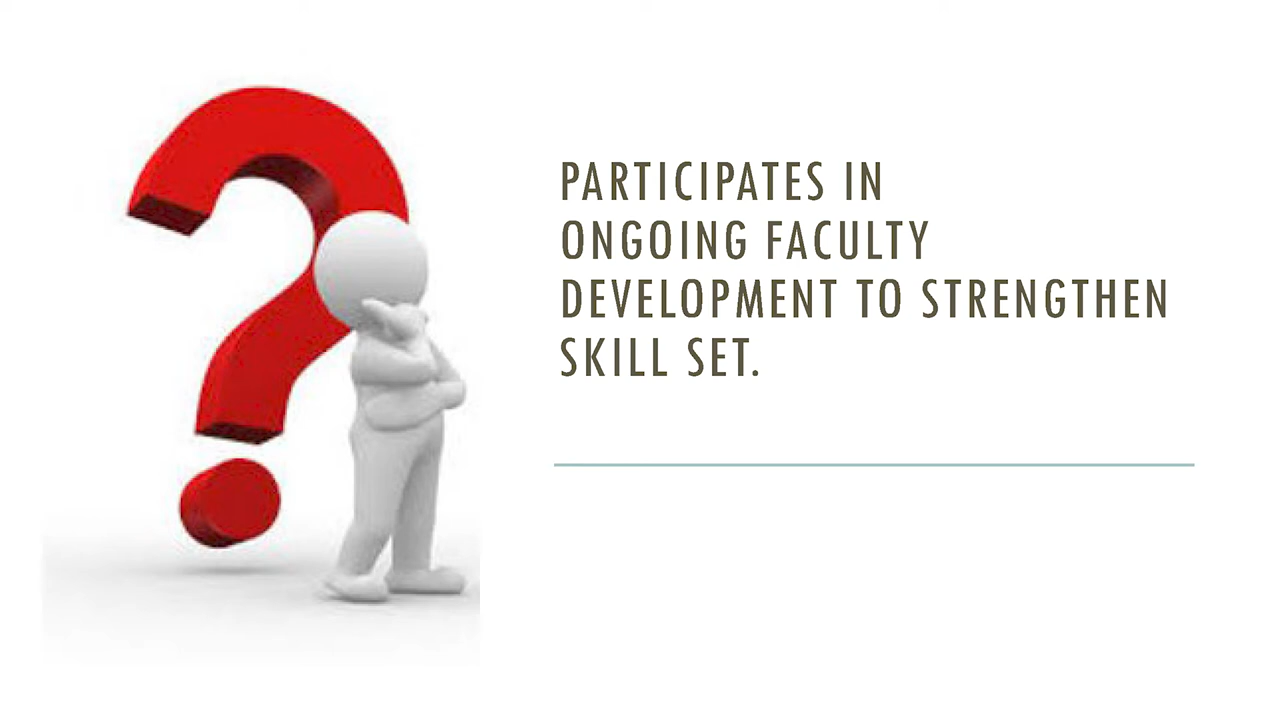 PARTICIPATES IN
ONGOING FACULTY
DEVELOPMENT TO STRENGTHEN
SKILL SET.